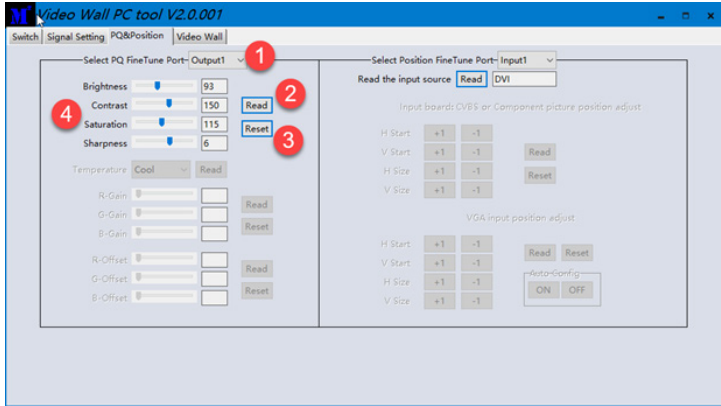 M Video Wall PC tool V2.0.001
Switch Signal Setting PQ&Position Video Wall
Select PQ FineTune Port Output1 1
Brightness 93
Contrast 150 Read 2
4 Saturation 115 Reset 3
Sharpness 6
Temperature Cool Read
R-Gain
G-Gain Read
B-Gain Reset
R-Offset
G-Offset Read
B-Offset Reset
Select Position FineTune Port Input1
Read the input source Read DVI
Input board: CVBS or Component picture position adjust
H Start +1 -1
V Start +1 -1 Read
H Size +1 -1 Reset
V Size +1 -1
VGA input position adjust
H Start +1 -1 Read Reset
V Start +1 -1
Auto Config
H Size +1 -1 ON OFF
V Size +1 -1